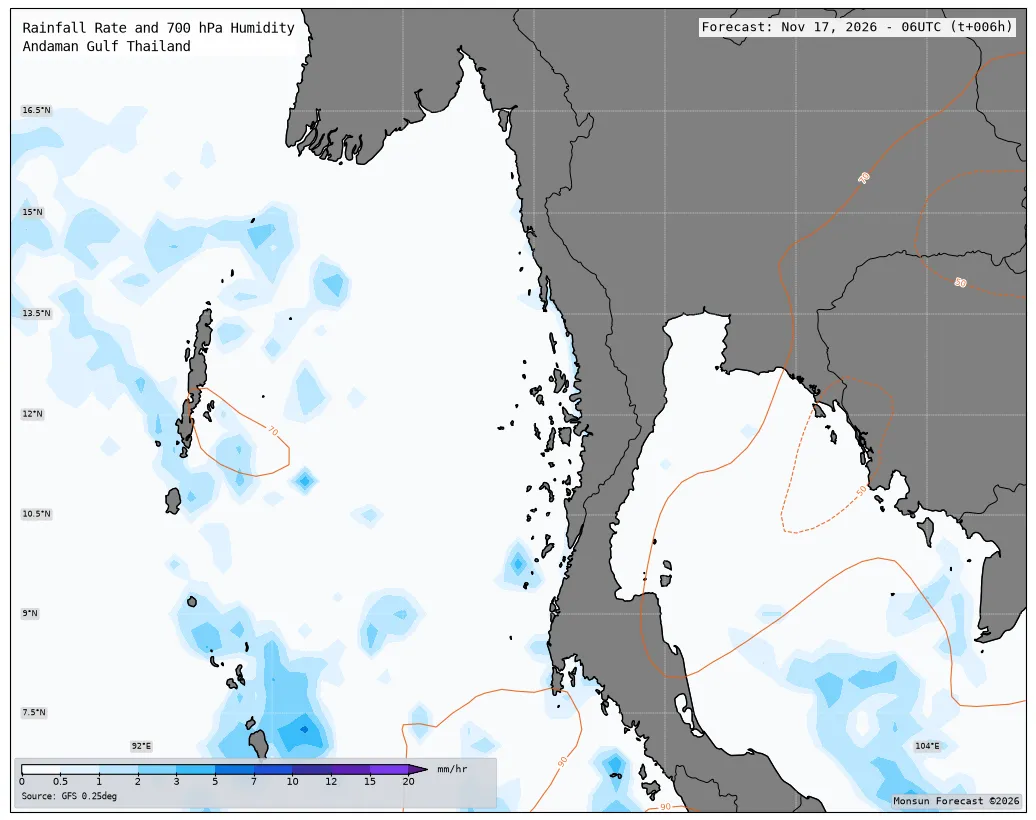 Rainfall Rate and 700 hPa Humidity
Andaman Gulf Thailand
Forecast: Nov 17, 2026 - 06UTC (t+006h)
16.5°N
70
15°N
50
13.5°N
12°N
70
50
10.5°N
9°N
7.5°N
92°E
104°E
90
mm/hr
0 0.5 1 2 3 5 7 10 12 15 20
Source: GFS 0.25deg
90
Monsun Forecast ©2026